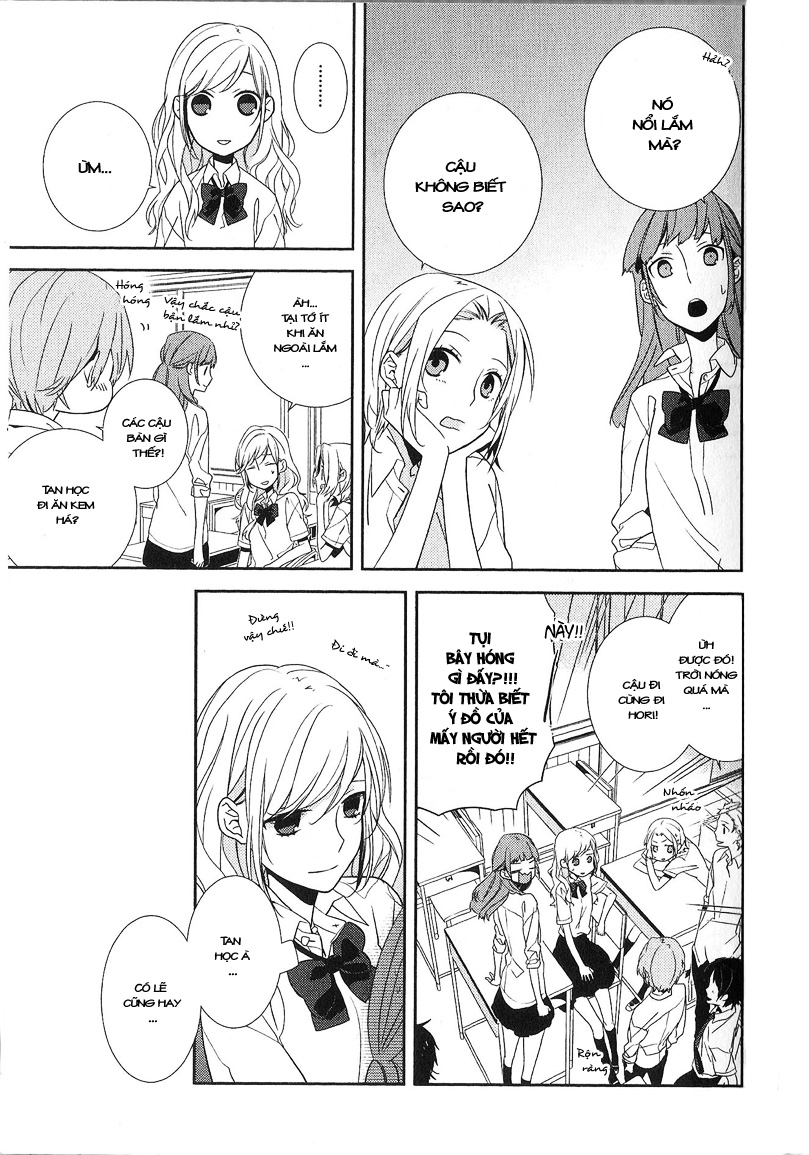 Hả?
NÓ
NỔI LẮM
MÀ?
CẬU
KHÔNG BIẾT
SAO?
.........
ỪM...
ÀH...
TẠI TỚ ÍT
KHI ĂN
NGOÀI LẮM
...
Vậy chắc cậu
bận lắm nhỉ?
Hóng
hóng
CÁC CẬU
BÁN GÌ
THẾ?!
TAN HỌC
ĐI ĂN KEM
HÁ?
ỪH
ĐƯỢC ĐÓ!
TRỜI NÓNG
QUÁ MÀ
...
CẬU ĐI
CŨNG ĐI
HORI!
NÀY!!
TỤI
BÂY HÓNG
GÌ ĐẤY?!!!
TÔI THỪA BIẾT
Ý ĐỒ CỦA
MẤY NGƯỜI HẾT
RỒI ĐÓ!!
Nhốn
nháo
Rộn
ràng
Đừng
vậy chứ!!
Đi đi mà...
TAN
HỌC À
...
CÓ LẼ
CŨNG HAY
...